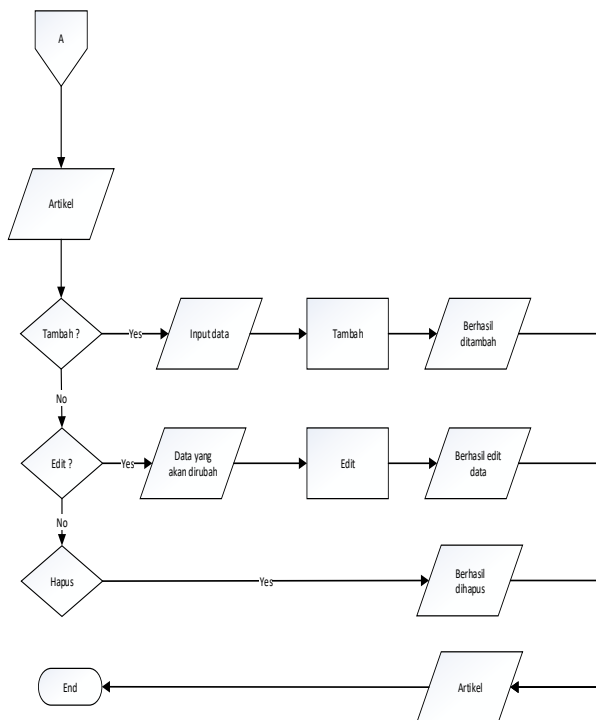 A
Artikel
Tambah ?
Yes
Input data
Tambah
Berhasil
ditambah
No
Edit ?
Yes
Data yang
akan dirubah
Edit
Berhasil edit
data
No
Hapus
Yes
Berhasil
dihapus
End
Artikel